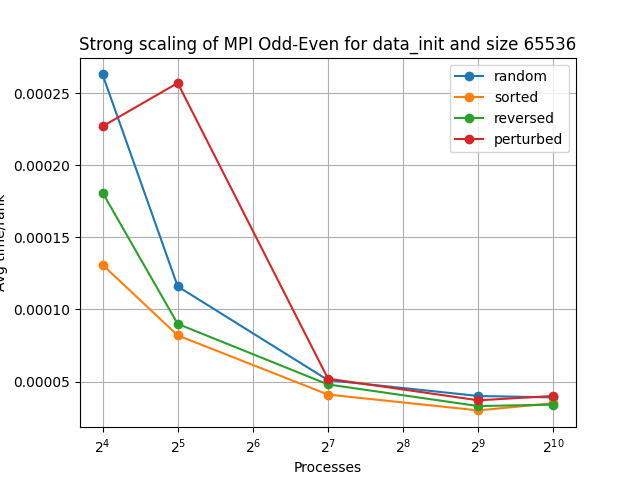 Strong scaling of MPI Odd-Even for data_init and size 65536
random
sorted
reversed
perturbed
Avg time/rank
0.00025
0.00020
0.00015
0.00010
0.00005
2^4 2^5 2^6 2^7 2^8 2^9 2^10
Processes